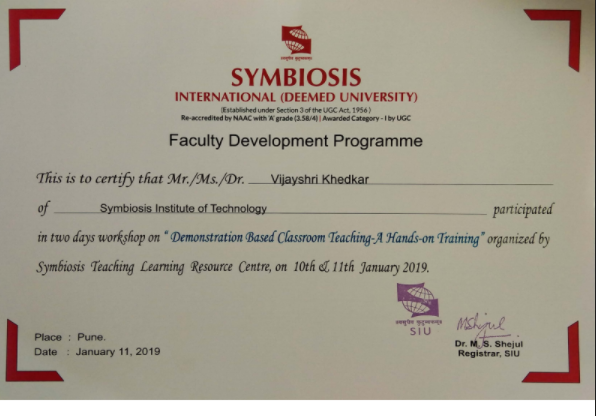 SYMBIOSIS
INTERNATIONAL (DEEMED UNIVERSITY)
(Established under Section 3 of the UGC Act, 1956)
Re-accredited by NAAC with 'A' grade (3.58/4) | Awarded Category - I by UGC
Faculty Development Programme
This is to certify that Mr./Ms./Dr. Vijayshri Khedkar
of Symbiosis Institute of Technology participated
in two days workshop on " Demonstration Based Classroom Teaching-A Hands-on Training" organized by
Symbiosis Teaching Learning Resource Centre, on 10th & 11th January 2019.
SIU
MShejul
Place : Pune.
Date : January 11, 2019
Dr. M. S. Shejul
Registrar, SIU